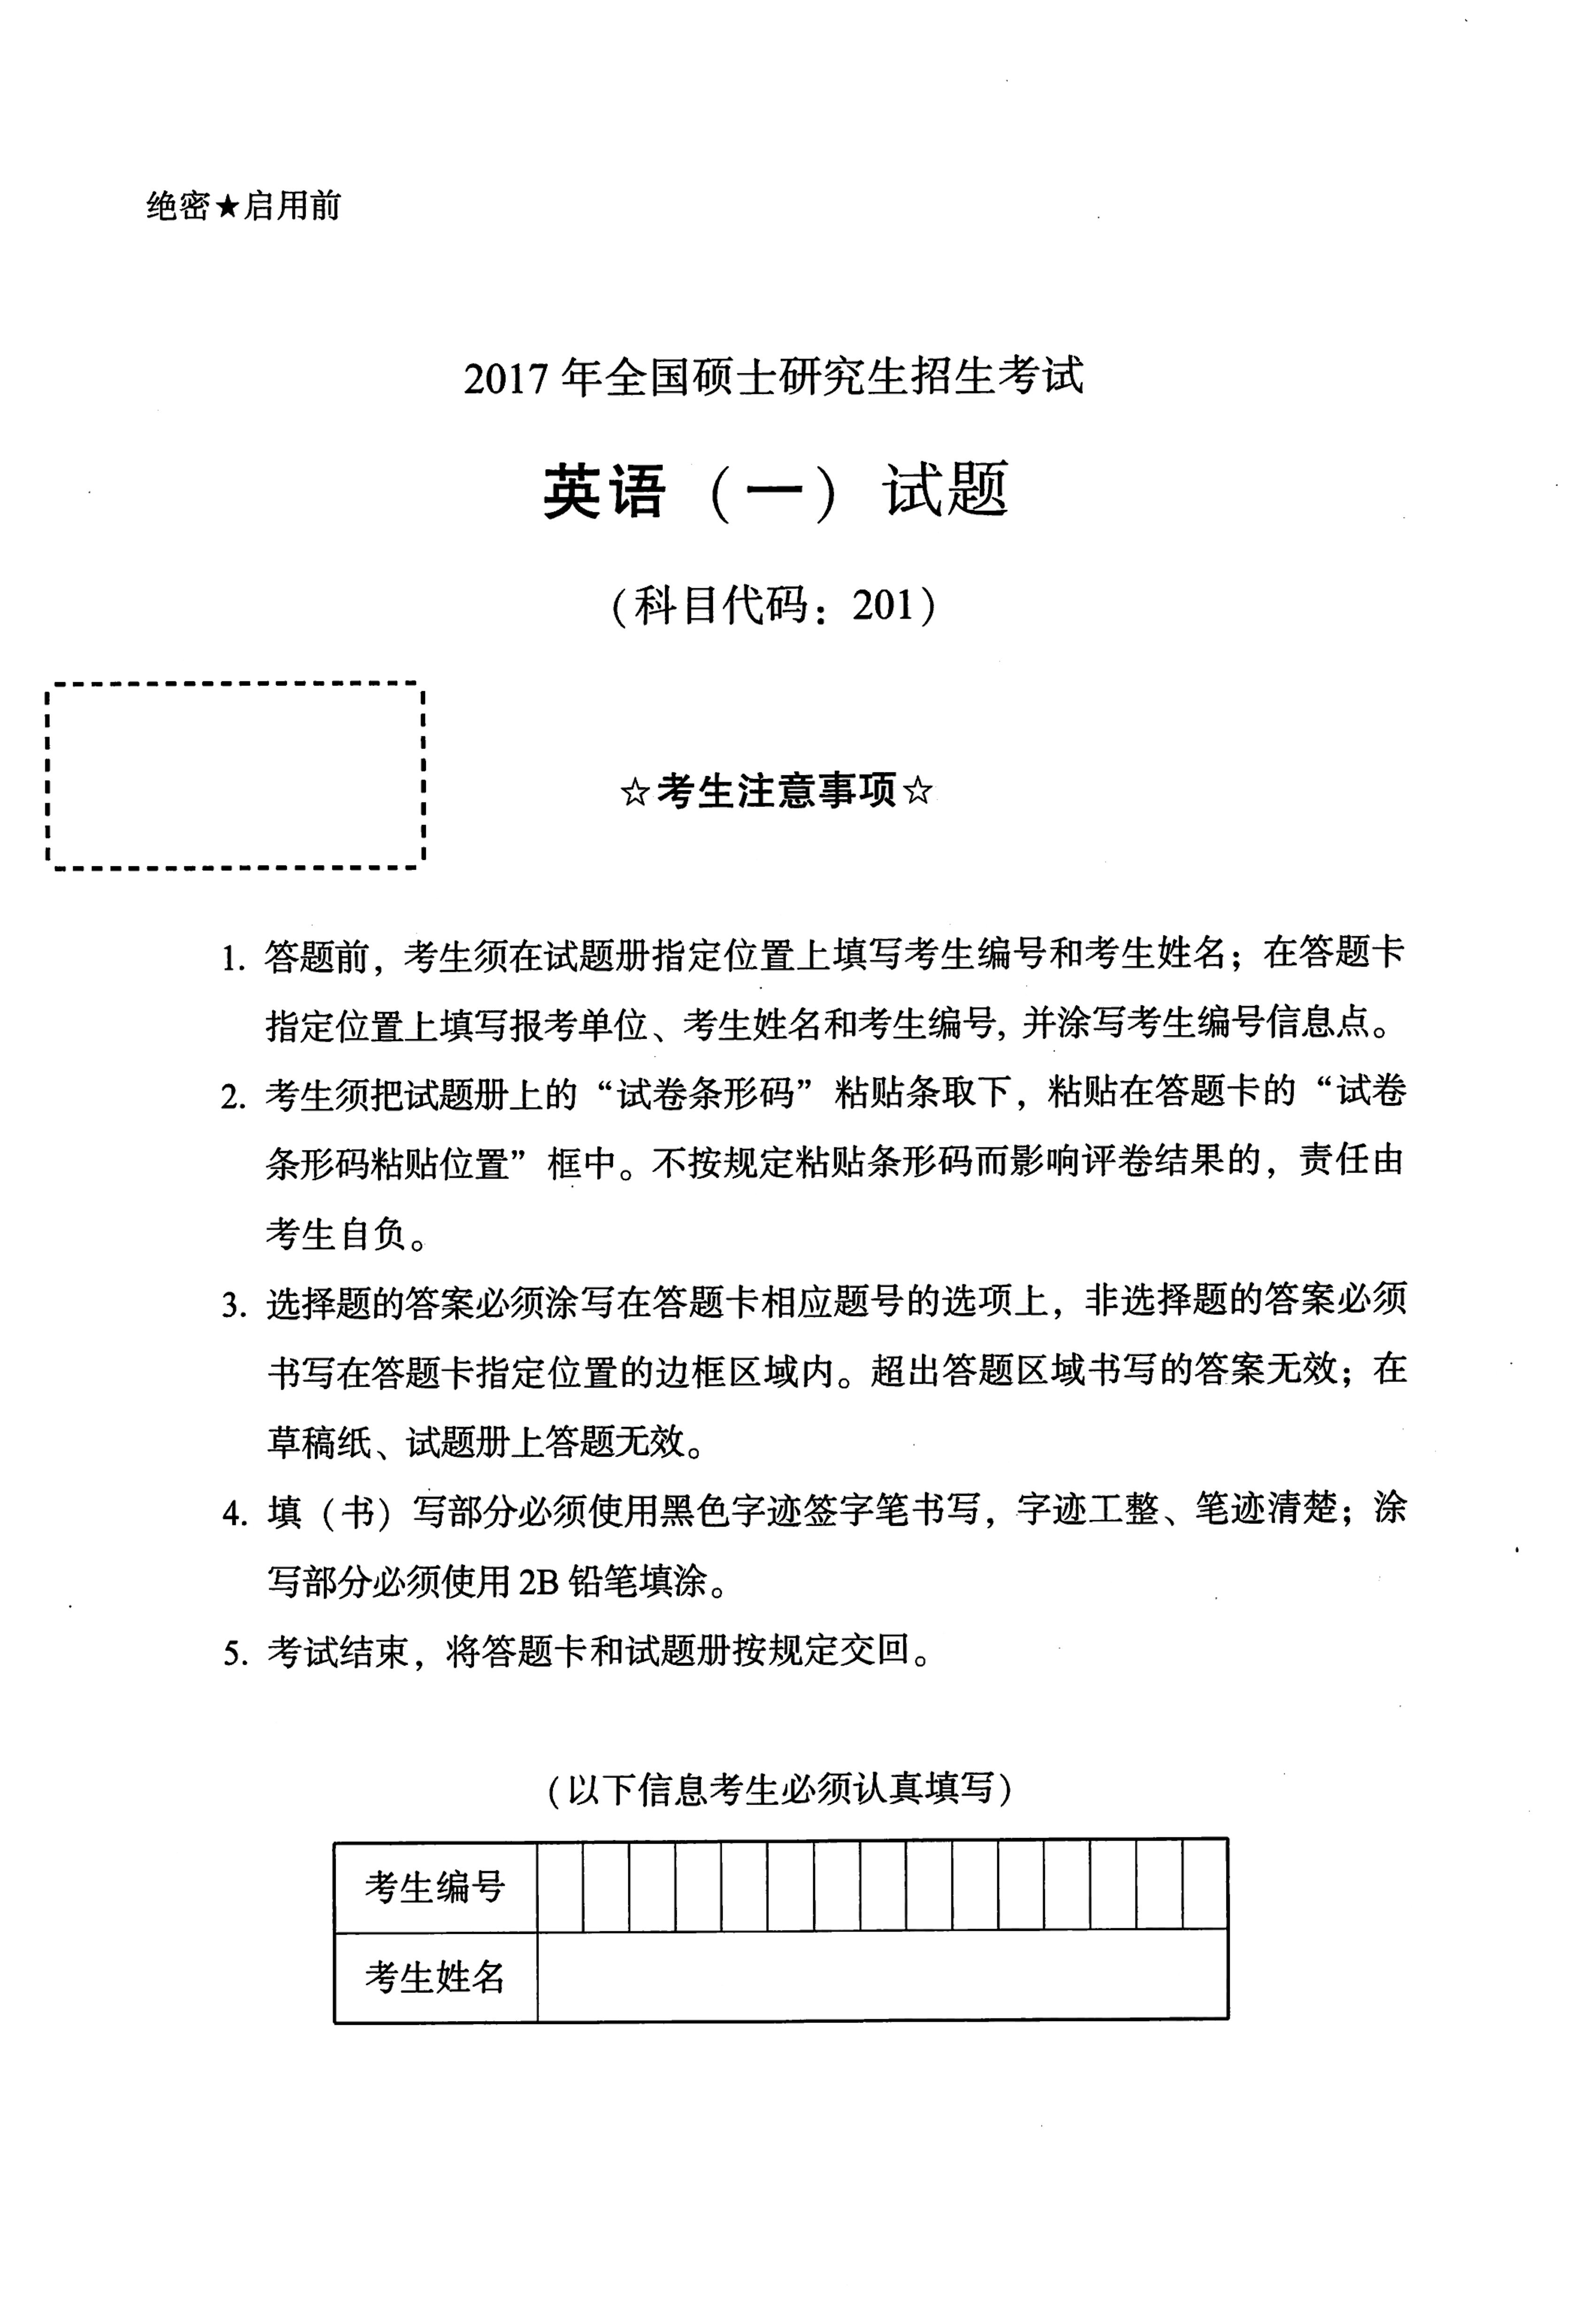 绝密★启用前
2017 年全国硕士研究生招生考试
英语（一）试题
（科目代码：201）
☆考生注意事项☆
1. 答题前，考生须在试题册指定位置上填写考生编号和考生姓名；在答题卡
指定位置上填写报考单位、考生姓名和考生编号，并涂写考生编号信息点。
2. 考生须把试题册上的“试卷条形码”粘贴条取下，粘贴在答题卡的“试卷
条形码粘贴位置”框中。不按规定粘贴条形码而影响评卷结果的，责任由
考生自负。
3. 选择题的答案必须涂写在答题卡相应题号的选项上，非选择题的答案必须
书写在答题卡指定位置的边框区域内。超出答题区域书写的答案无效；在
草稿纸、试题册上答题无效。
4. 填（书）写部分必须使用黑色字迹签字笔书写，字迹工整、笔迹清楚；涂
写部分必须使用 2B 铅笔填涂。
5. 考试结束，将答题卡和试题册按规定交回。
（以下信息考生必须认真填写）
考生编号
考生姓名